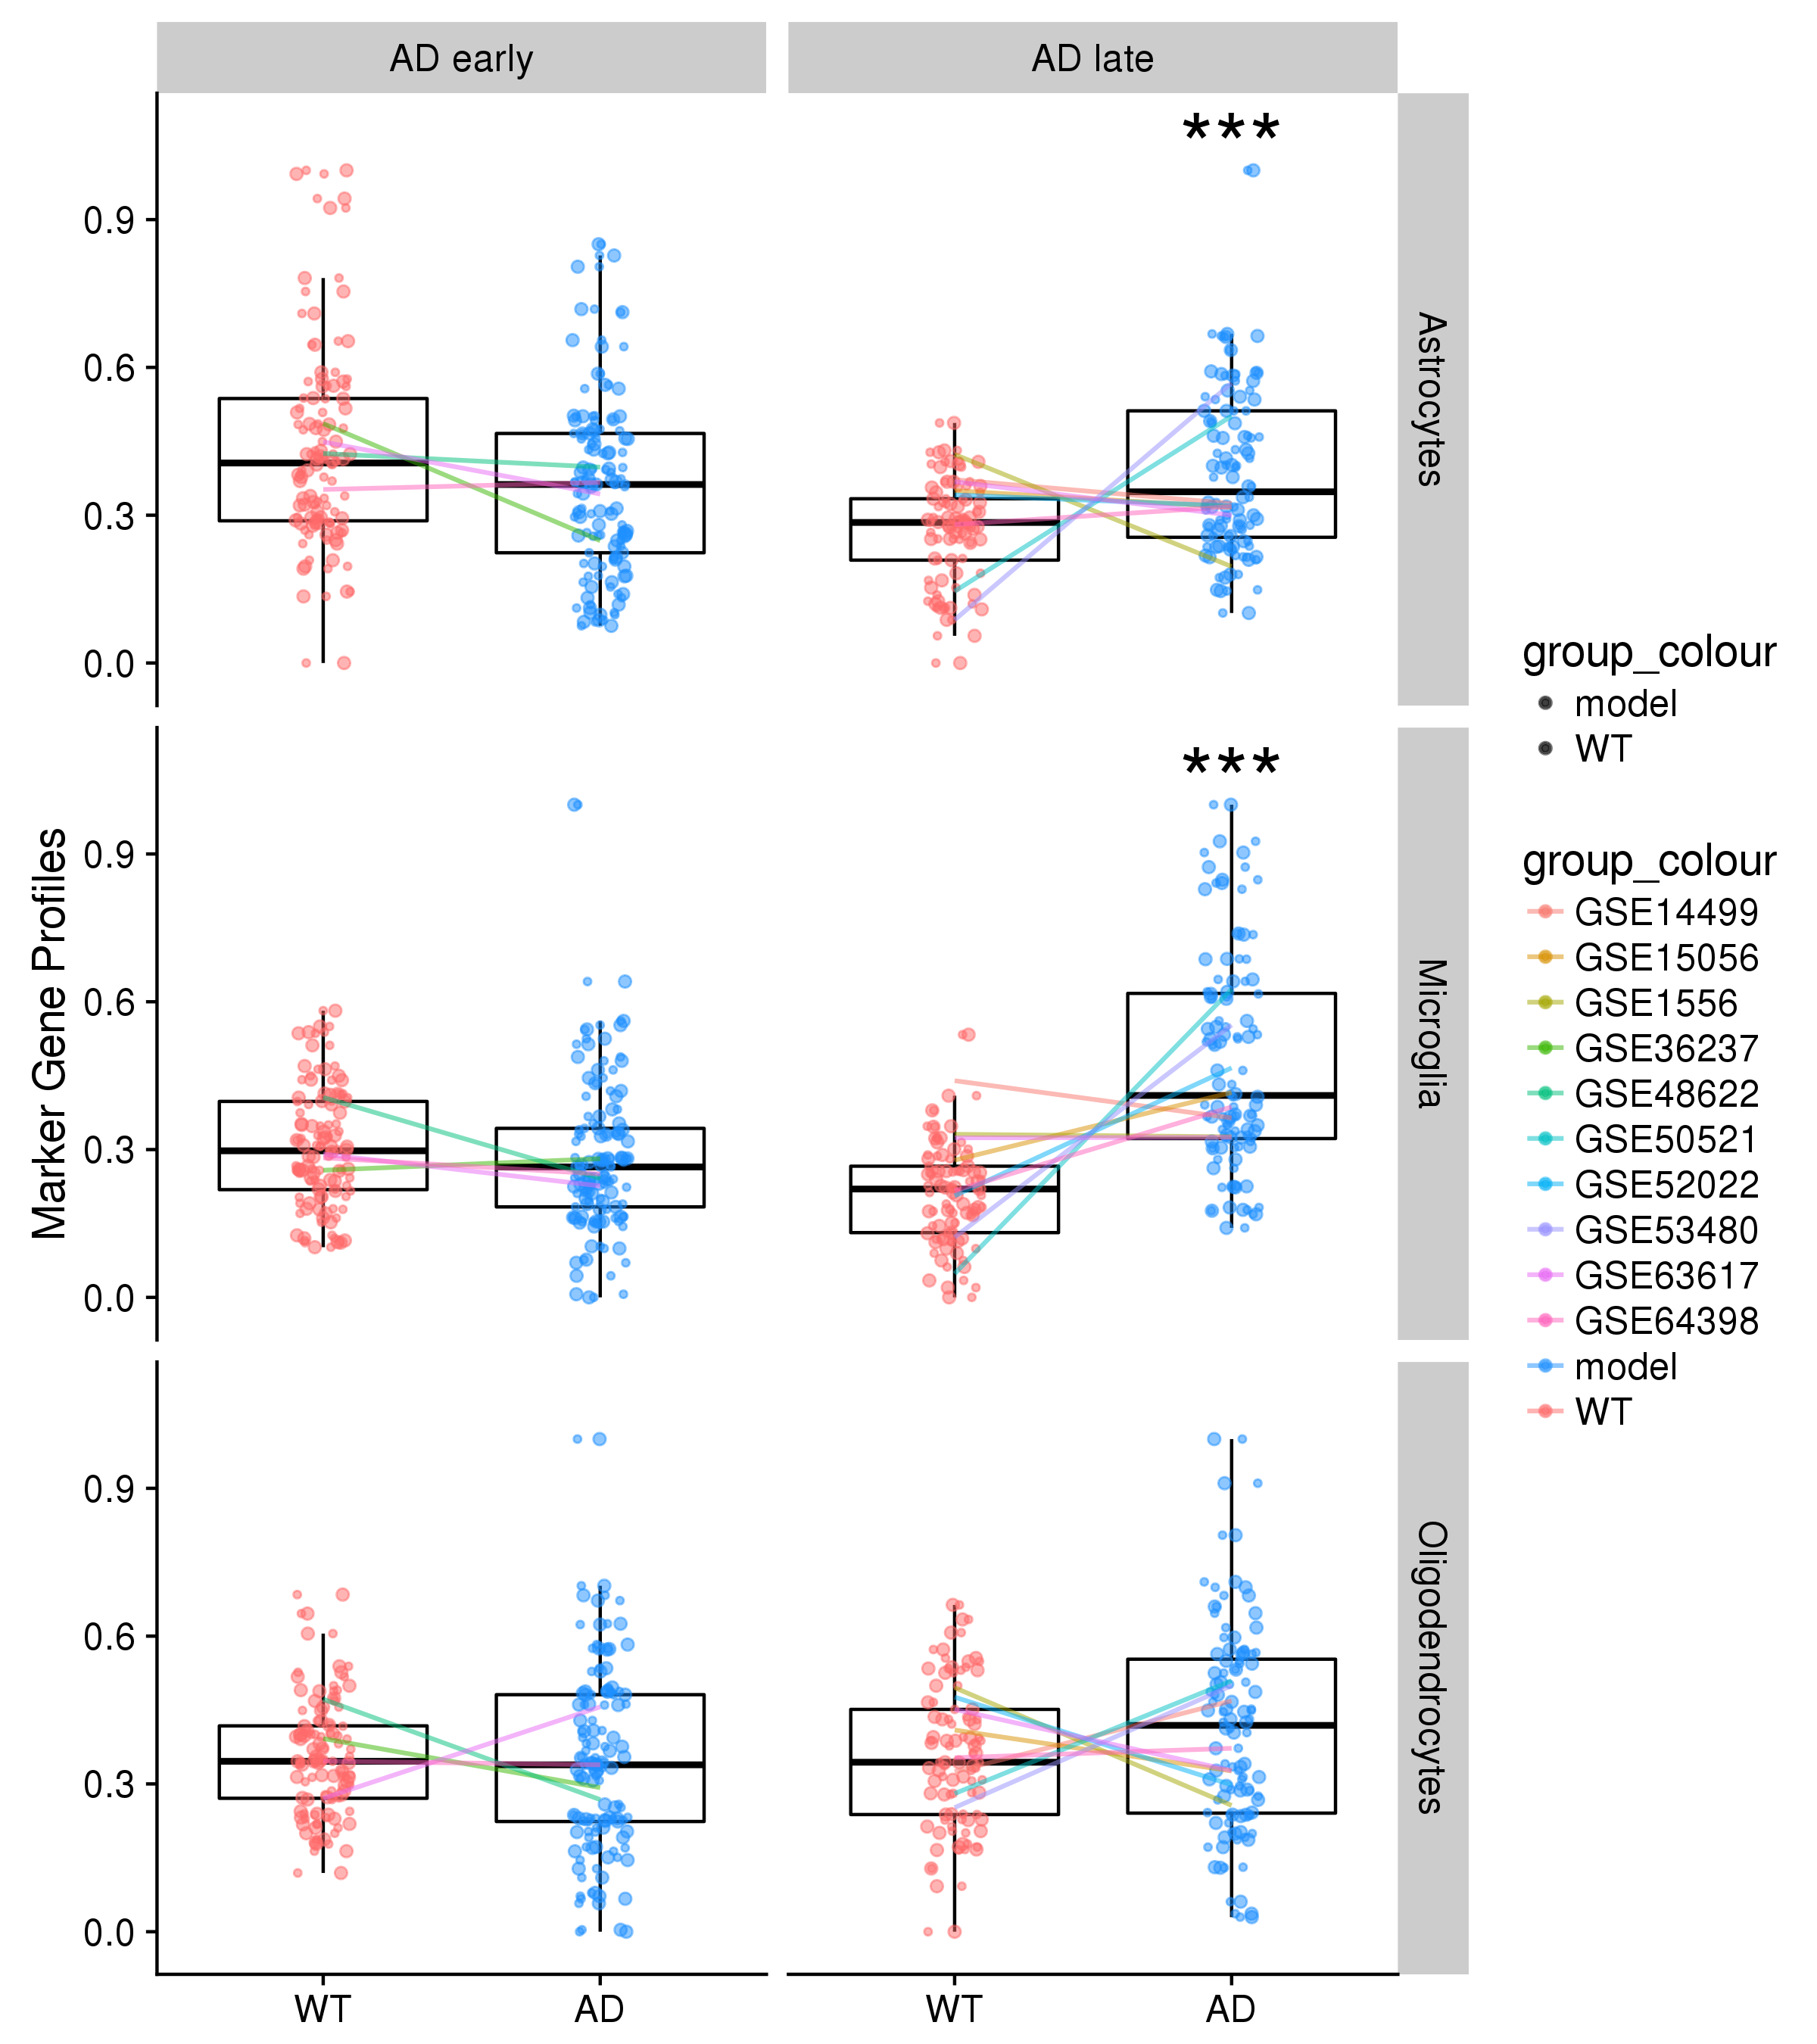 AD early
AD late
***
0.9
0.6
0.3
0.0
Astrocytes
***
0.9
0.6
0.3
0.0
Microglia
Marker Gene Profiles
0.9
0.6
0.3
0.0
Oligodendrocytes
WT
AD
WT
AD
group_colour
model
WT
group_colour
GSE14499
GSE15056
GSE1556
GSE36237
GSE48622
GSE50521
GSE52022
GSE53480
GSE63617
GSE64398
model
WT